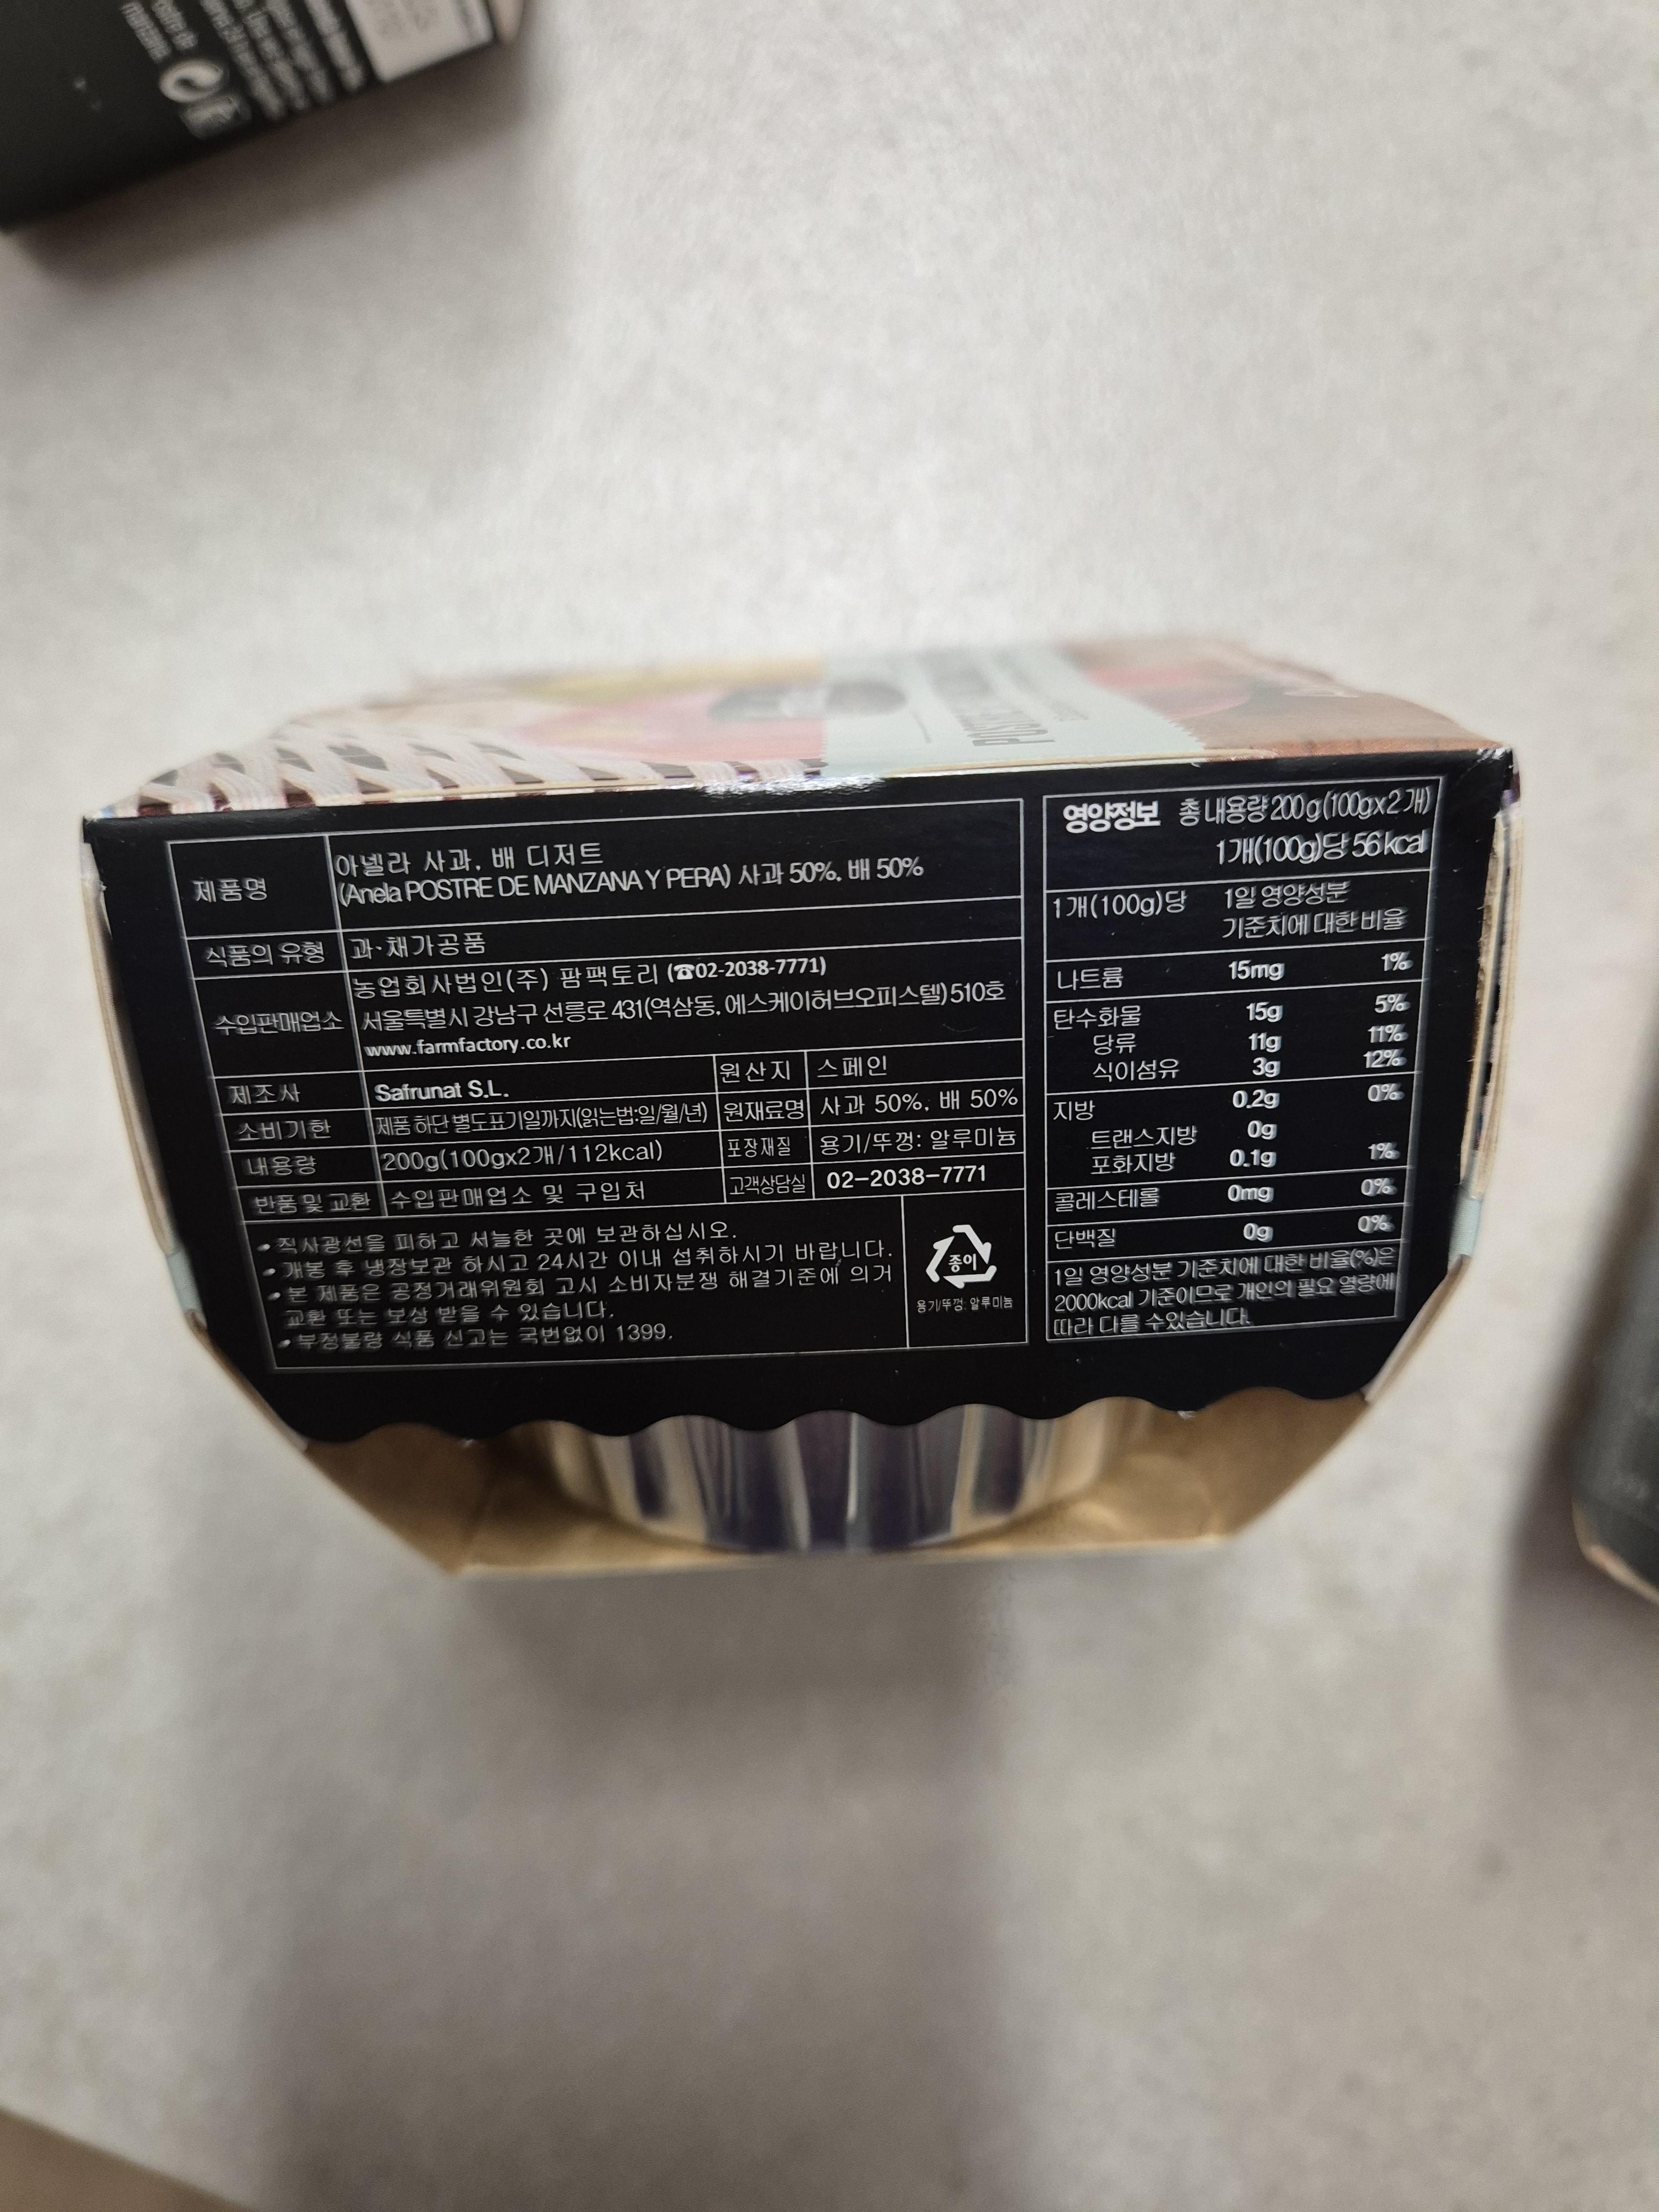 제품명
아넬라 사과, 배 디저트
(Anela POSTRE DE MANZANA Y PERA) 사과 50%, 배 50%
식품의 유형 과·채가공품
수입판매업소
농업회사법인(주) 팜팩토리 (☎02-2038-7771)
서울특별시 강남구 선릉로 431(역삼동, 에스케이허브오피스텔)510호
www.farmfactory.co.kr
제조사 Safrunat S.L. 원산지 스페인
소비기한 제품 하단 별도표기일까지(읽는법:일/월/년) 원재료명 사과 50%, 배 50%
내용량 200g(100gx2개/112kcal) 포장재질 용기/뚜껑: 알루미늄
반품 및 교환 수입판매업소 및 구입처 고객상담실 02-2038-7771
• 직사광선을 피하고 서늘한 곳에 보관하십시오.
• 개봉 후 냉장보관 하시고 24시간 이내 섭취하시기 바랍니다.
• 본 제품은 공정거래위원회 고시 소비자분쟁 해결기준에 의거
교환 또는 보상 받을 수 있습니다.
• 부정불량 식품 신고는 국번없이 1399.
종이
용기/뚜껑: 알루미늄
영양정보 총 내용량 200g(100gx2개)
1개(100g)당 56kcal
1개(100g)당 1일 영양성분
기준치에 대한 비율
나트륨 15mg 1%
탄수화물 15g 5%
당류 11g 11%
식이섬유 3g 12%
지방 0.2g 0%
트랜스지방 0g
포화지방 0.1g 1%
콜레스테롤 0mg 0%
단백질 0g 0%
1일 영양성분 기준치에 대한 비율(%)은
2000kcal 기준이므로 개인의 필요 열량에
따라 다를 수있습니다.